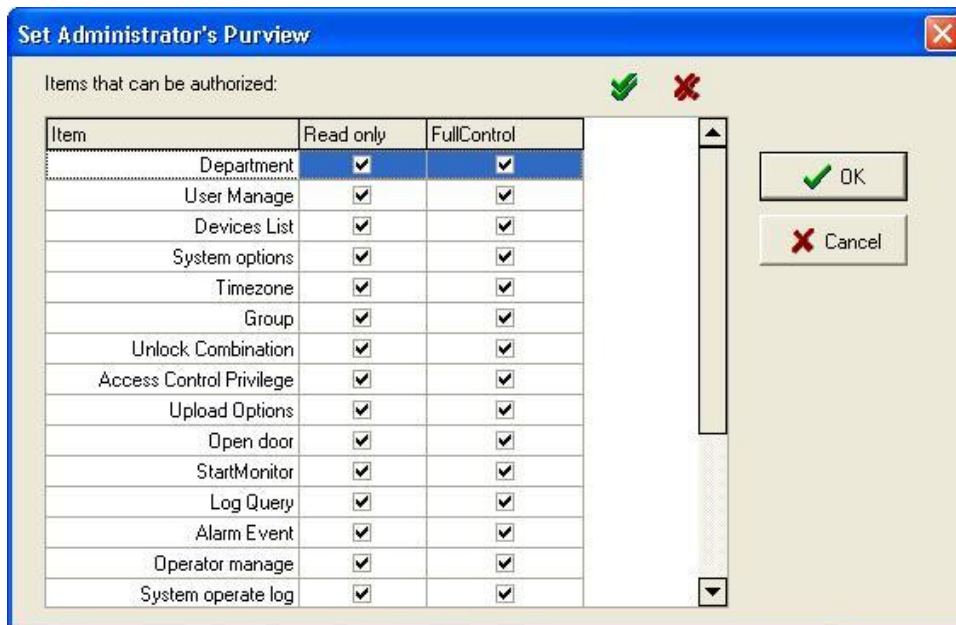 Set Administrator's Purview
Items that can be authorized:
Item Read only FullControl
Department
User Manage
Devices List
System options
Timezone
Group
Unlock Combination
Access Control Privilege
Upload Options
Open door
StartMonitor
Log Query
Alarm Event
Operator manage
System operate log
OK
Cancel